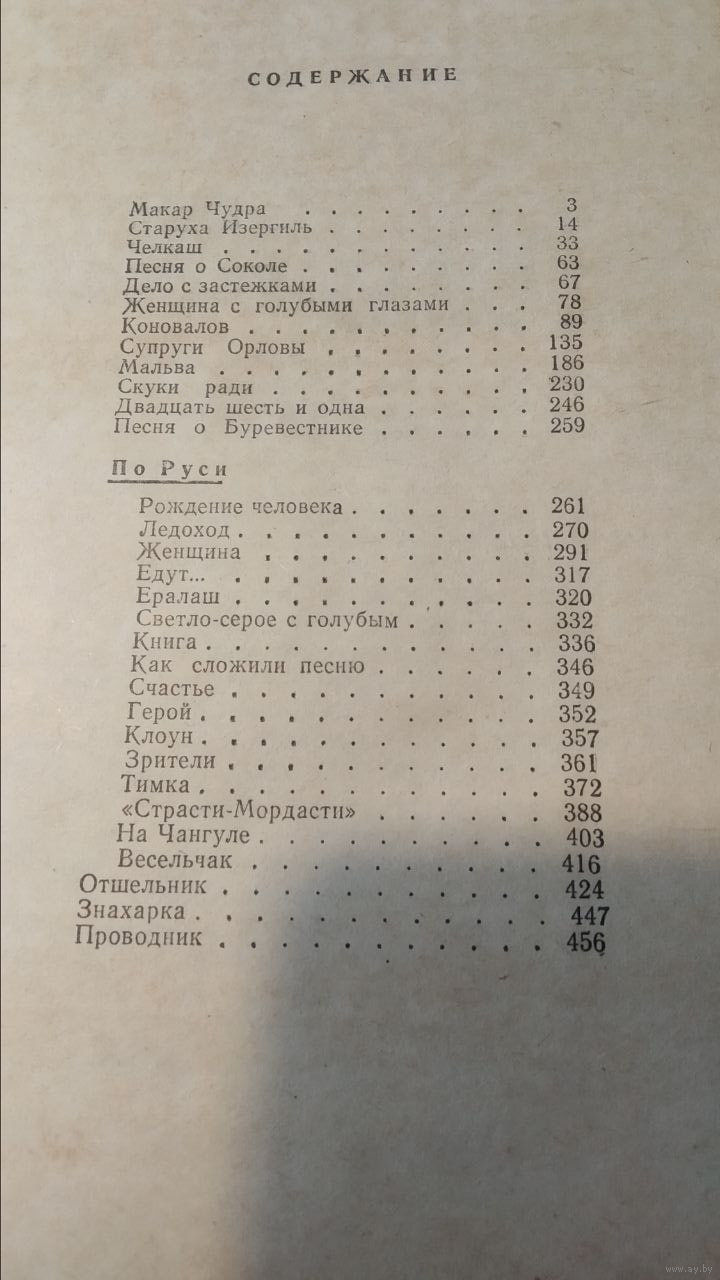 СОДЕРЖАНИЕ
Макар Чудра . . . . . . . . . 3
Старуха Изергиль . . . . . . . . 14
Челкаш . . . . . . . . . . . . 33
Песня о Соколе . . . . . . . . . 63
Дело с застежками . . . . . . . . 67
Женщина с голубыми глазами . . . 78
Коновалов . . . . . . . . . . . 89
Супруги Орловы . . . . . . . . 135
Мальва . . . . . . . . . . . . 186
Скуки ради . . . . . . . . . . 230
Двадцать шесть и одна . . . . . . 246
Песня о Буревестнике . . . . . . 259
По Руси
Рождение человека . . . . . . . 261
Ледоход . . . . . . . . . . . 270
Женщина . . . . . . . . . . 291
Едут... . . . . . . . . . . . 317
Ералаш . . . . . . . . . . . 320
Светло-серое с голубым . . . . . 332
Книга . . . . . . . . . . . . 336
Как сложили песню . . . . . . 346
Счастье . . . . . . . . . . . 349
Герой . . . . . . . . . . . . 352
Клоун . . . . . . . . . . . . 357
Зрители . . . . . . . . . . . 361
Тимка . . . . . . . . . . . . 372
«Страсти-Мордасти» . . . . . . 388
На Чангуле . . . . . . . . . . 403
Весельчак . . . . . . . . . . 416
Отшельник . . . . . . . . . . . 424
Знахарка . . . . . . . . . . . . 447
Проводник . . . . . . . . . . . 456
www.ay.by